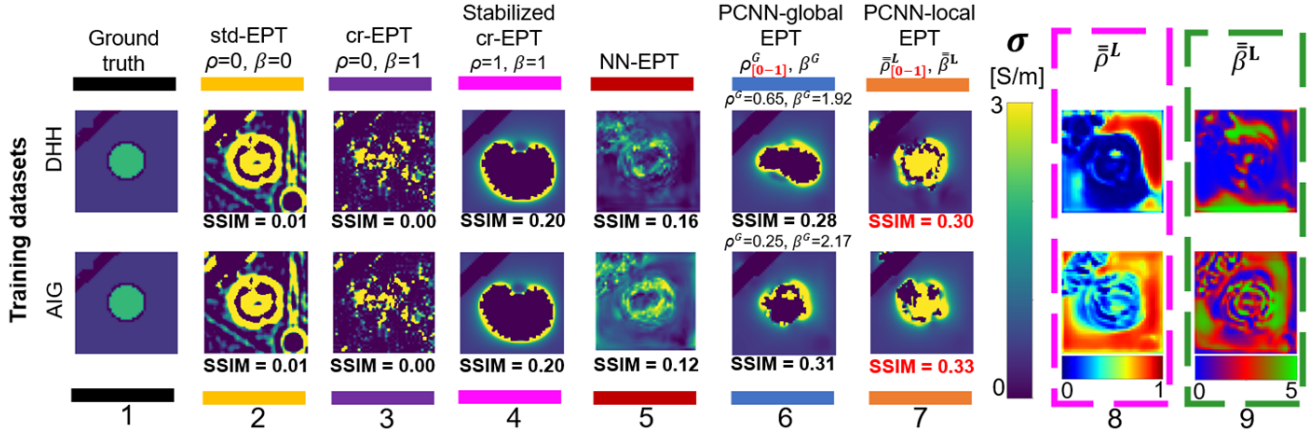 Ground truth
std-EPT
ρ=0, β=0
cr-EPT
ρ=0, β=1
Stabilized cr-EPT
ρ=1, β=1
NN-EPT
PCNN-global EPT
ρ^G_[0−1], β^G
PCNN-local EPT
ρ̿^L_[0−1], β̿^L
σ
[S/m]
ρ̿^L
β̿^L
Training datasets
DHH
ρ^G=0.65, β^G=1.92
SSIM = 0.01
SSIM = 0.00
SSIM = 0.20
SSIM = 0.16
SSIM = 0.28
SSIM = 0.30
AIG
ρ^G=0.25, β^G=2.17
SSIM = 0.01
SSIM = 0.00
SSIM = 0.20
SSIM = 0.12
SSIM = 0.31
SSIM = 0.33
3
0
0 1
0 5
1 2 3 4 5 6 7 8 9